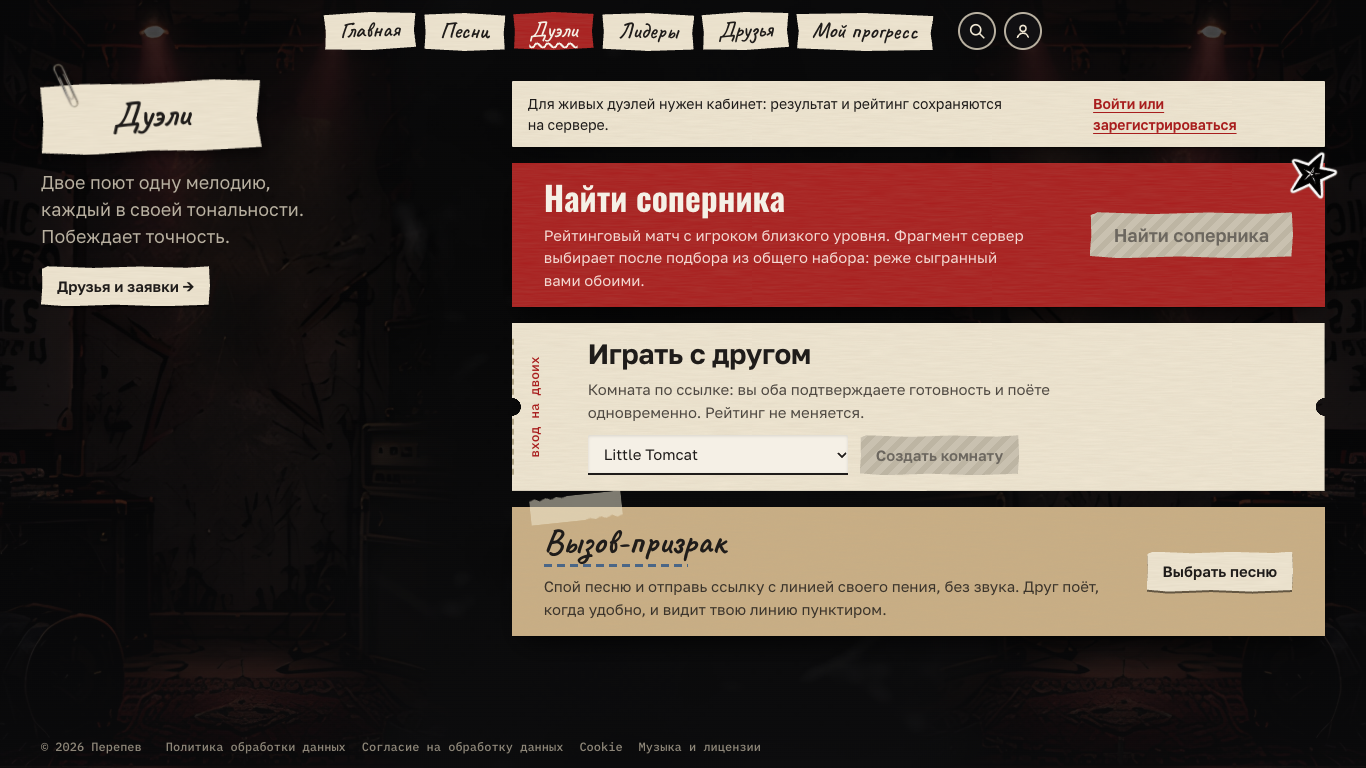 Главная
Песни
Дуэли
Лидеры
Друзья
Мой прогресс
Дуэли
Двое поют одну мелодию,
каждый в своей тональности.
Побеждает точность.
Друзья и заявки →
Для живых дуэлей нужен кабинет: результат и рейтинг сохраняются
на сервере.
Войти или
зарегистрироваться
Найти соперника
Рейтинговый матч с игроком близкого уровня. Фрагмент сервер
выбирает после подбора из общего набора: реже сыгранный
вами обоими.
Найти соперника
вход на двоих
Играть с другом
Комната по ссылке: вы оба подтверждаете готовность и поёте
одновременно. Рейтинг не меняется.
Little Tomcat
Создать комнату
Вызов-призрак
Спой песню и отправь ссылку с линией своего пения, без звука. Друг поёт,
когда удобно, и видит твою линию пунктиром.
Выбрать песню
© 2026 Перепев
Политика обработки данных
Согласие на обработку данных
Cookie
Музыка и лицензии